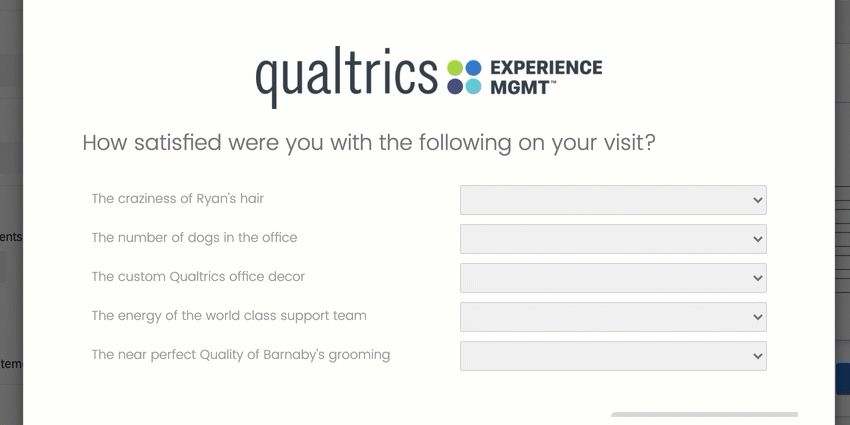 qualtrics EXPERIENCE
MGMT™
How satisfied were you with the following on your visit?
The craziness of Ryan's hair
The number of dogs in the office
ents
The custom Qualtrics office decor
The energy of the world class support team
The near perfect Quality of Barnaby's grooming
tem